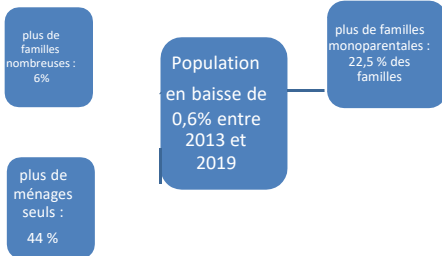 plus de
familles
nombreuses :
6%
Population
en baisse de
0,6% entre
2013 et
2019
plus de familles
monoparentales :
22,5 % des
familles
plus de
ménages
seuls :
44 %